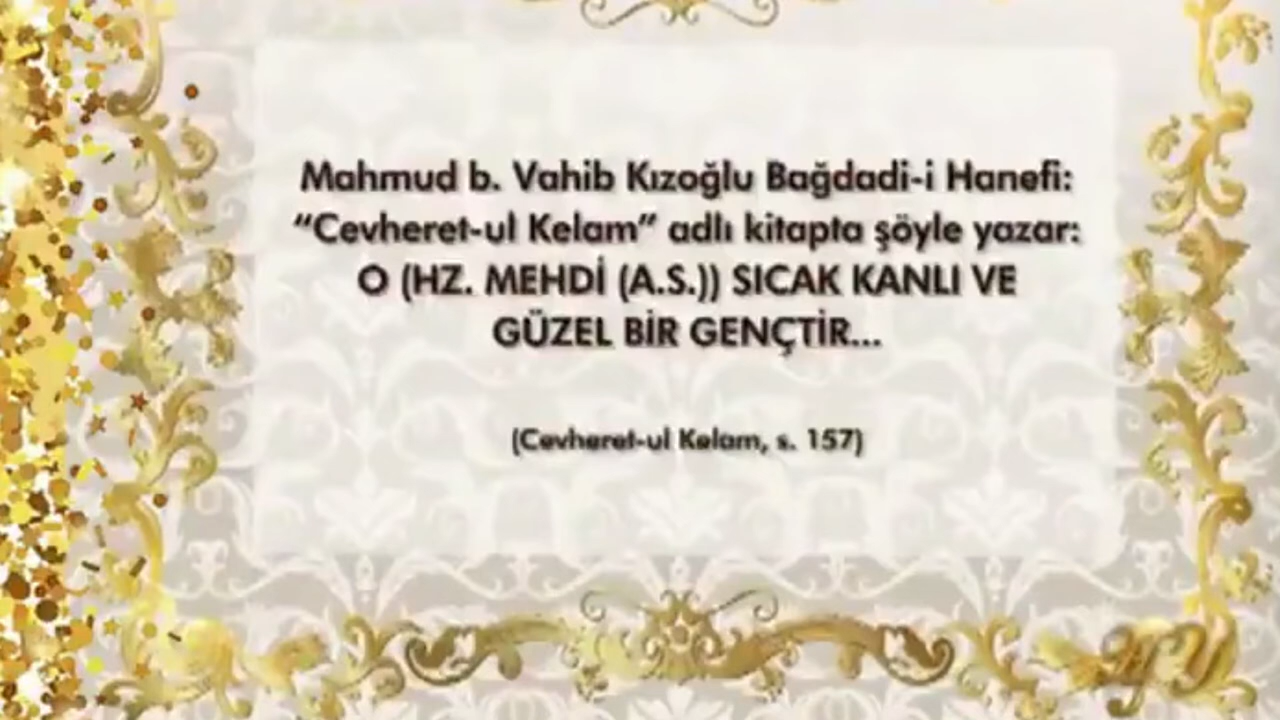 Mahmud b. Vahib Kızoğlu Bağdadi-i Hanefi:
“Cevheret-ul Kelam” adlı kitapta şöyle yazar:
O (HZ. MEHDİ (A.S.)) SICAK KANLI VE
GÜZEL BİR GENÇTİR...
(Cevheret-ul Kelam, s. 157)